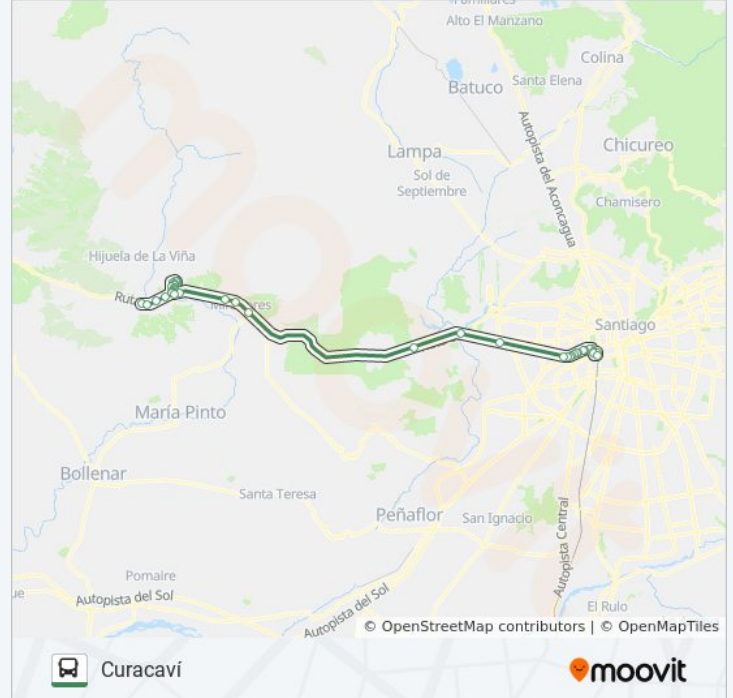 Alto El Manzano
Colina
Santa Elena
Batuco
Autopista del Aconcagua
Chicureo
Lampa
Sol de
Septiembre
Chamisero
Hijuela de La Viña
Santiago
María Pinto
Bollenar
Santa Teresa
Peñaflor
San Ignacio
Autopista Central
Pomaire
Autopista del Sol
Autopista del Sol
El Rulo
© OpenStreetMap contributors | © OpenMapTiles
Curacaví
moovit